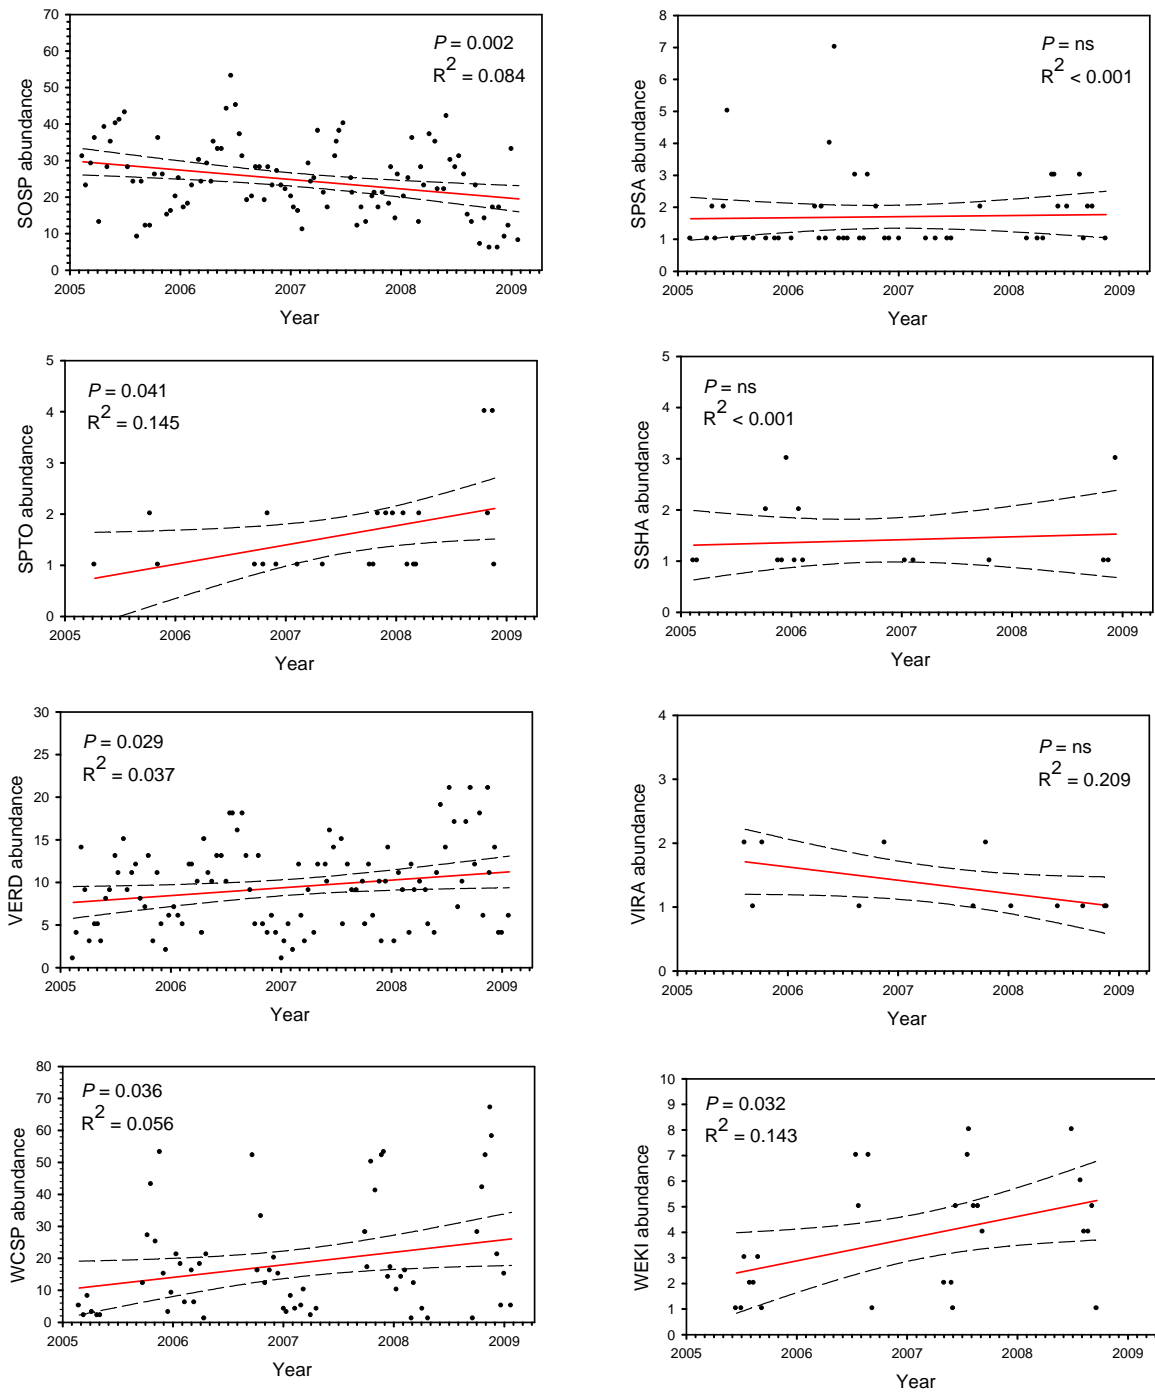 70
60
50
40
30
20
10
0
SOSP abundance
P = 0.002
R2 = 0.084
2005 2006 2007 2008 2009
Year
8
7
6
5
4
3
2
1
0
SPSA abundance
P = ns
R2 < 0.001
2005 2006 2007 2008 2009
Year
5
4
3
2
1
0
SPTO abundance
P = 0.041
R2 = 0.145
2005 2006 2007 2008 2009
Year
5
4
3
2
1
0
SSHA abundance
P = ns
R2 < 0.001
2005 2006 2007 2008 2009
Year
30
25
20
15
10
5
0
VERD abundance
P = 0.029
R2 = 0.037
2005 2006 2007 2008 2009
Year
4
3
2
1
0
VIRA abundance
P = ns
R2 = 0.209
2005 2006 2007 2008 2009
Year
80
70
60
50
40
30
20
10
0
WCSP abundance
P = 0.036
R2 = 0.056
2005 2006 2007 2008 2009
Year
10
9
8
7
6
5
4
3
2
1
0
WEKI abundance
P = 0.032
R2 = 0.143
2005 2006 2007 2008 2009
Year